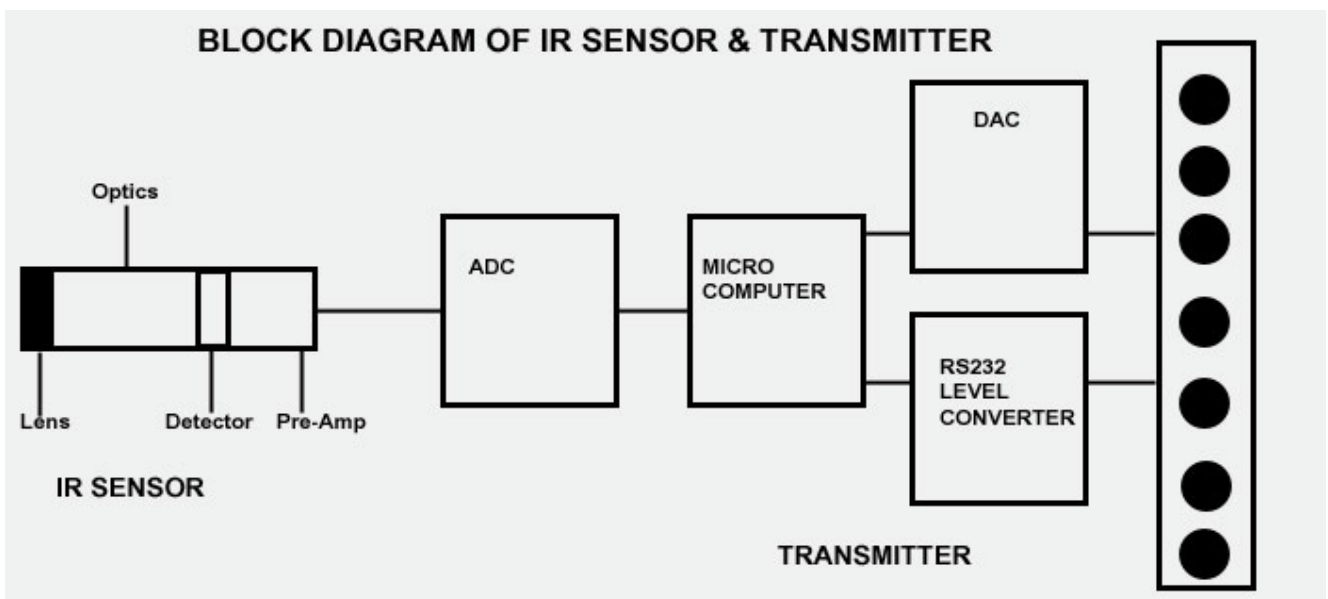 BLOCK DIAGRAM OF IR SENSOR & TRANSMITTER
DAC
Optics
ADC
MICRO
COMPUTER
RS232
LEVEL
CONVERTER
Lens
Detector
Pre-Amp
IR SENSOR
TRANSMITTER